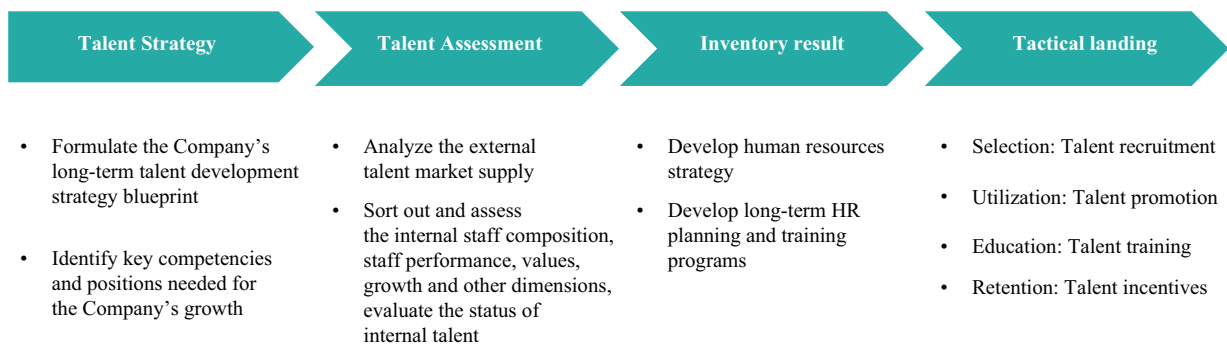 Talent Strategy
Talent Assessment
Inventory result
Tactical landing
• Formulate the Company’s
long-term talent development
strategy blueprint
• Identify key competencies
and positions needed for
the Company’s growth
• Analyze the external
talent market supply
• Sort out and assess
the internal staff composition,
staff performance, values,
growth and other dimensions,
evaluate the status of
internal talent
• Develop human resources
strategy
• Develop long-term HR
planning and training
programs
• Selection: Talent recruitment
• Utilization: Talent promotion
• Education: Talent training
• Retention: Talent incentives